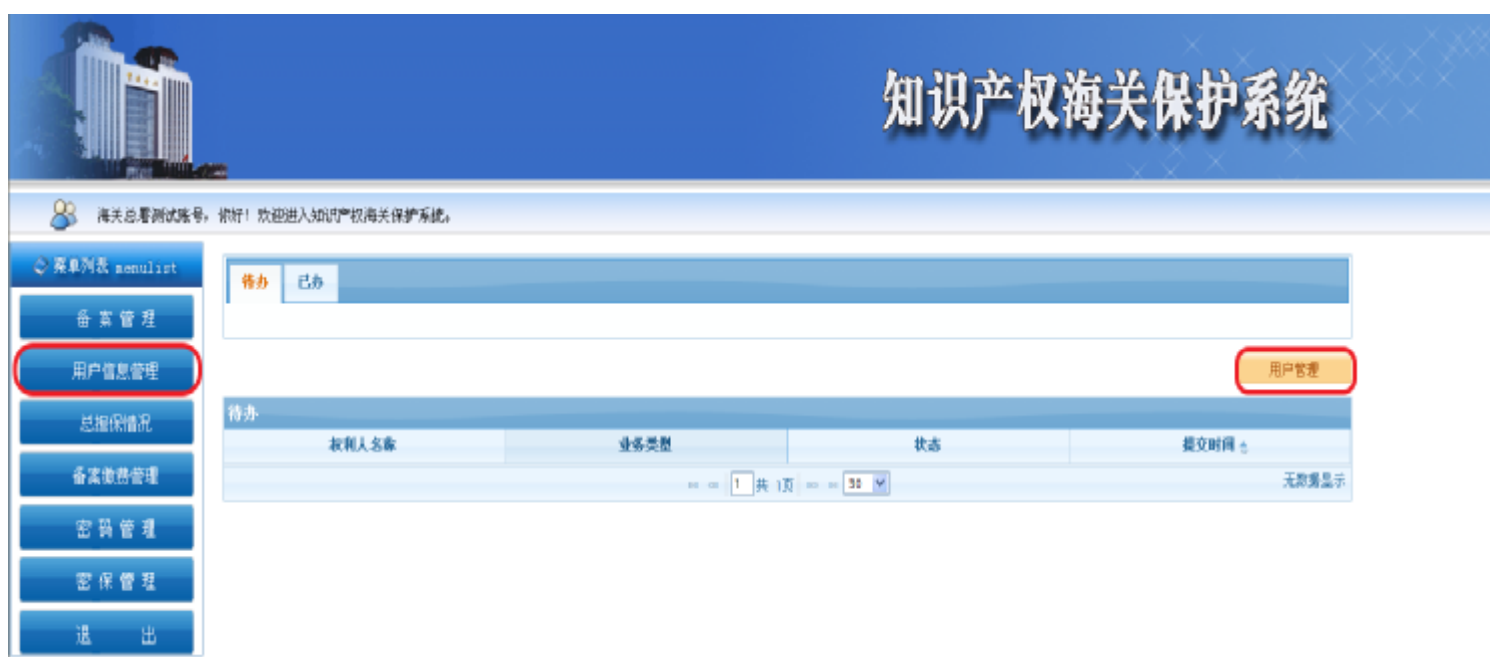 知识产权海关保护系统
海关总署测试账号，你好！欢迎进入知识产权海关保护系统。
菜单列表 menulist
备案管理
用户信息管理
总担保情况
备案缴费管理
密码管理
密保管理
退 出
待办 已办
用户管理
待办
权利人名称 业务类型 状态 提交时间
1 共 1页 30 无数据显示